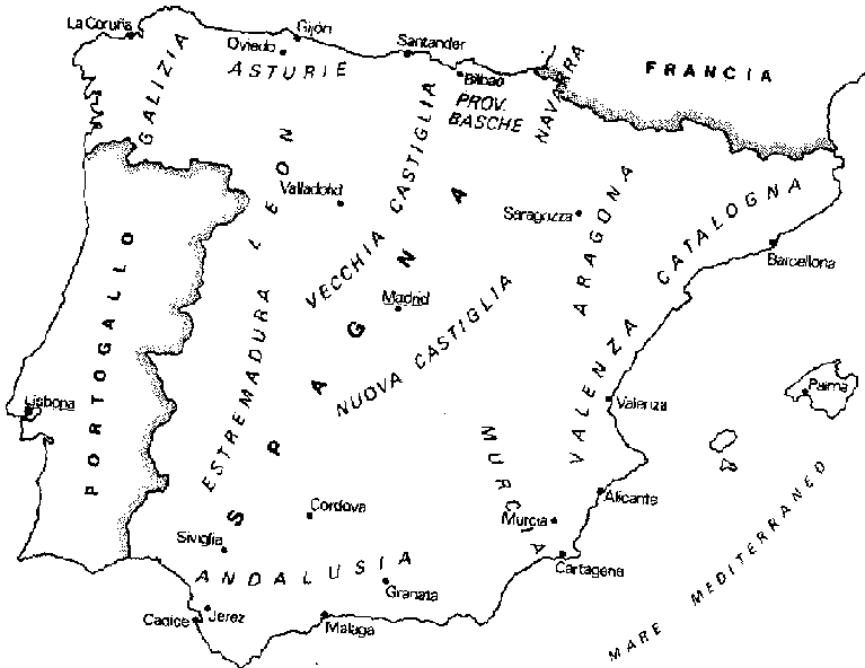 La Coruña
Gijón
Oviedo
Santander
Bilbao
GALIZIA
ASTURIE
PROV.
BASCHE
NAVARRA
FRANCIA
LEON
Valladolid
VECCHIA CASTIGLIA
Saragozza
ARAGONA
CATALOGNA
Barcellona
PORTOGALLO
SPAGNA
Madrid
NUOVA CASTIGLIA
ESTREMADURA
VALENZA
Lisbona
Valenza
Palma
MURCIA
Cordova
Murcia
Alicante
Siviglia
ANDALUSIA
Granata
Cartagena
Cadice
Jerez
Malaga
MARE MEDITERRANEO